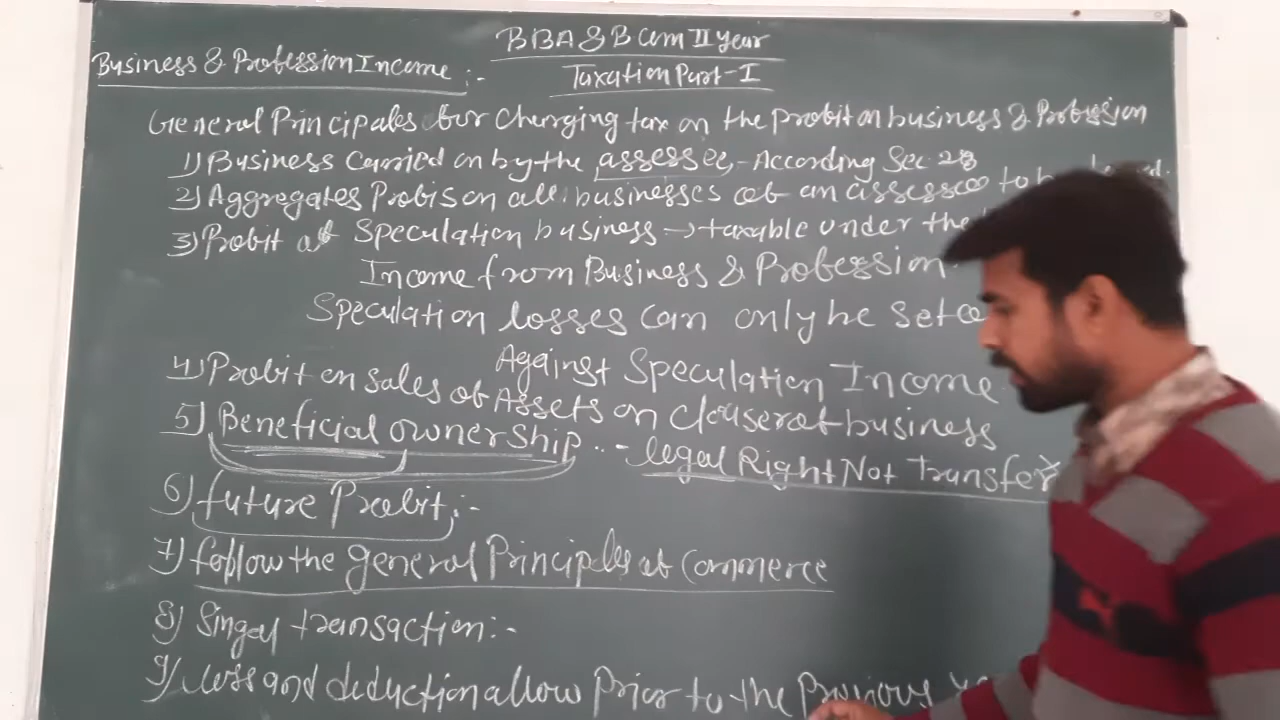 BBA & B Com II Year
Business & Profession Income :-
Taxation Part-I
General Principales for Charging tax on the profit on business & Profession
1) Business Carried on by the assessee,-According Sec 28
2) Aggregates Profis on all businesses of an assessee to be
3) Profit of Speculation business → taxable under the
Income from Business & Profession
Speculation losses Can only be set
Against Speculation Income
4) Profit on sales of Assets on Clouser of business
5) Beneficial ownership :- legal Right Not transfer
6) future Profit :-
7) follow the general Principles of Commerce
8) Singel transaction :-
9) loss and deduction allow Prior to the Previous